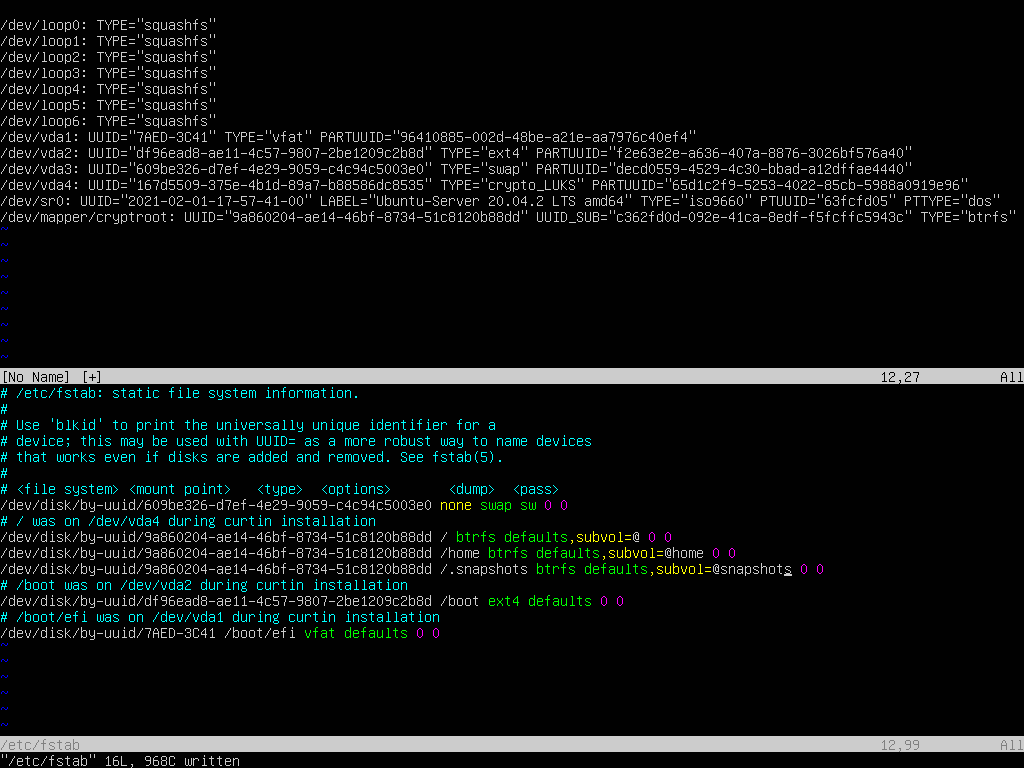 /dev/loop0: TYPE="squashfs"
/dev/loop1: TYPE="squashfs"
/dev/loop2: TYPE="squashfs"
/dev/loop3: TYPE="squashfs"
/dev/loop4: TYPE="squashfs"
/dev/loop5: TYPE="squashfs"
/dev/loop6: TYPE="squashfs"
/dev/vda1: UUID="7AED-3C41" TYPE="vfat" PARTUUID="96410885-002d-48be-a21e-aa7976c40ef4"
/dev/vda2: UUID="df96ead8-ae11-4c57-9807-2be1209c2b8d" TYPE="ext4" PARTUUID="f2e63e2e-a636-407a-8876-3026bf576a40"
/dev/vda3: UUID="609be326-d7ef-4e29-9059-c4c94c5003e0" TYPE="swap" PARTUUID="decd0559-4529-4c30-bbad-a12dffae4440"
/dev/vda4: UUID="167d5509-375e-4b1d-89a7-b88586dc8535" TYPE="crypto_LUKS" PARTUUID="65d1c2f9-5253-4022-85cb-5988a0919e96"
/dev/sr0: UUID="2021-02-01-17-57-41-00" LABEL="Ubuntu-Server 20.04.2 LTS amd64" TYPE="iso9660" PTUUID="63fcfd05" PTTYPE="dos"
/dev/mapper/cryptroot: UUID="9a860204-ae14-46bf-8734-51c8120b88dd" UUID_SUB="c362fd0d-092e-41ca-8edf-f5fcffc5943c" TYPE="btrfs"
~
~
~
~
~
~
~
~
~
[No Name] [+] 12,27 All
# /etc/fstab: static file system information.
#
# Use 'blkid' to print the universally unique identifier for a
# device; this may be used with UUID= as a more robust way to name devices
# that works even if disks are added and removed. See fstab(5).
#
# <file system> <mount point>   <type>  <options>       <dump>  <pass>
/dev/disk/by-uuid/609be326-d7ef-4e29-9059-c4c94c5003e0 none swap sw 0 0
# / was on /dev/vda4 during curtin installation
/dev/disk/by-uuid/9a860204-ae14-46bf-8734-51c8120b88dd / btrfs defaults,subvol=@ 0 0
/dev/disk/by-uuid/9a860204-ae14-46bf-8734-51c8120b88dd /home btrfs defaults,subvol=@home 0 0
/dev/disk/by-uuid/9a860204-ae14-46bf-8734-51c8120b88dd /.snapshots btrfs defaults,subvol=@snapshots 0 0
# /boot was on /dev/vda2 during curtin installation
/dev/disk/by-uuid/df96ead8-ae11-4c57-9807-2be1209c2b8d /boot ext4 defaults 0 0
# /boot/efi was on /dev/vda1 during curtin installation
/dev/disk/by-uuid/7AED-3C41 /boot/efi vfat defaults 0 0
~
~
~
~
~
~
/etc/fstab 12,99 All
"/etc/fstab" 16L, 968C written